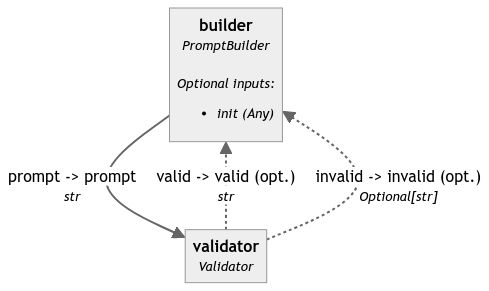 builder
PromptBuilder
Optional inputs:
• init (Any)
prompt -> prompt
str
valid -> valid (opt.)
str
invalid -> invalid (opt.)
Optional[str]
validator
Validator